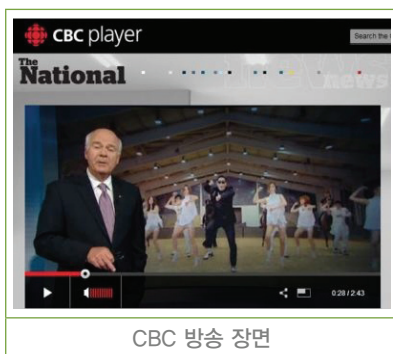 CBC player
Search the
The
National
news
0:28 / 2:43
CBC 방송 장면